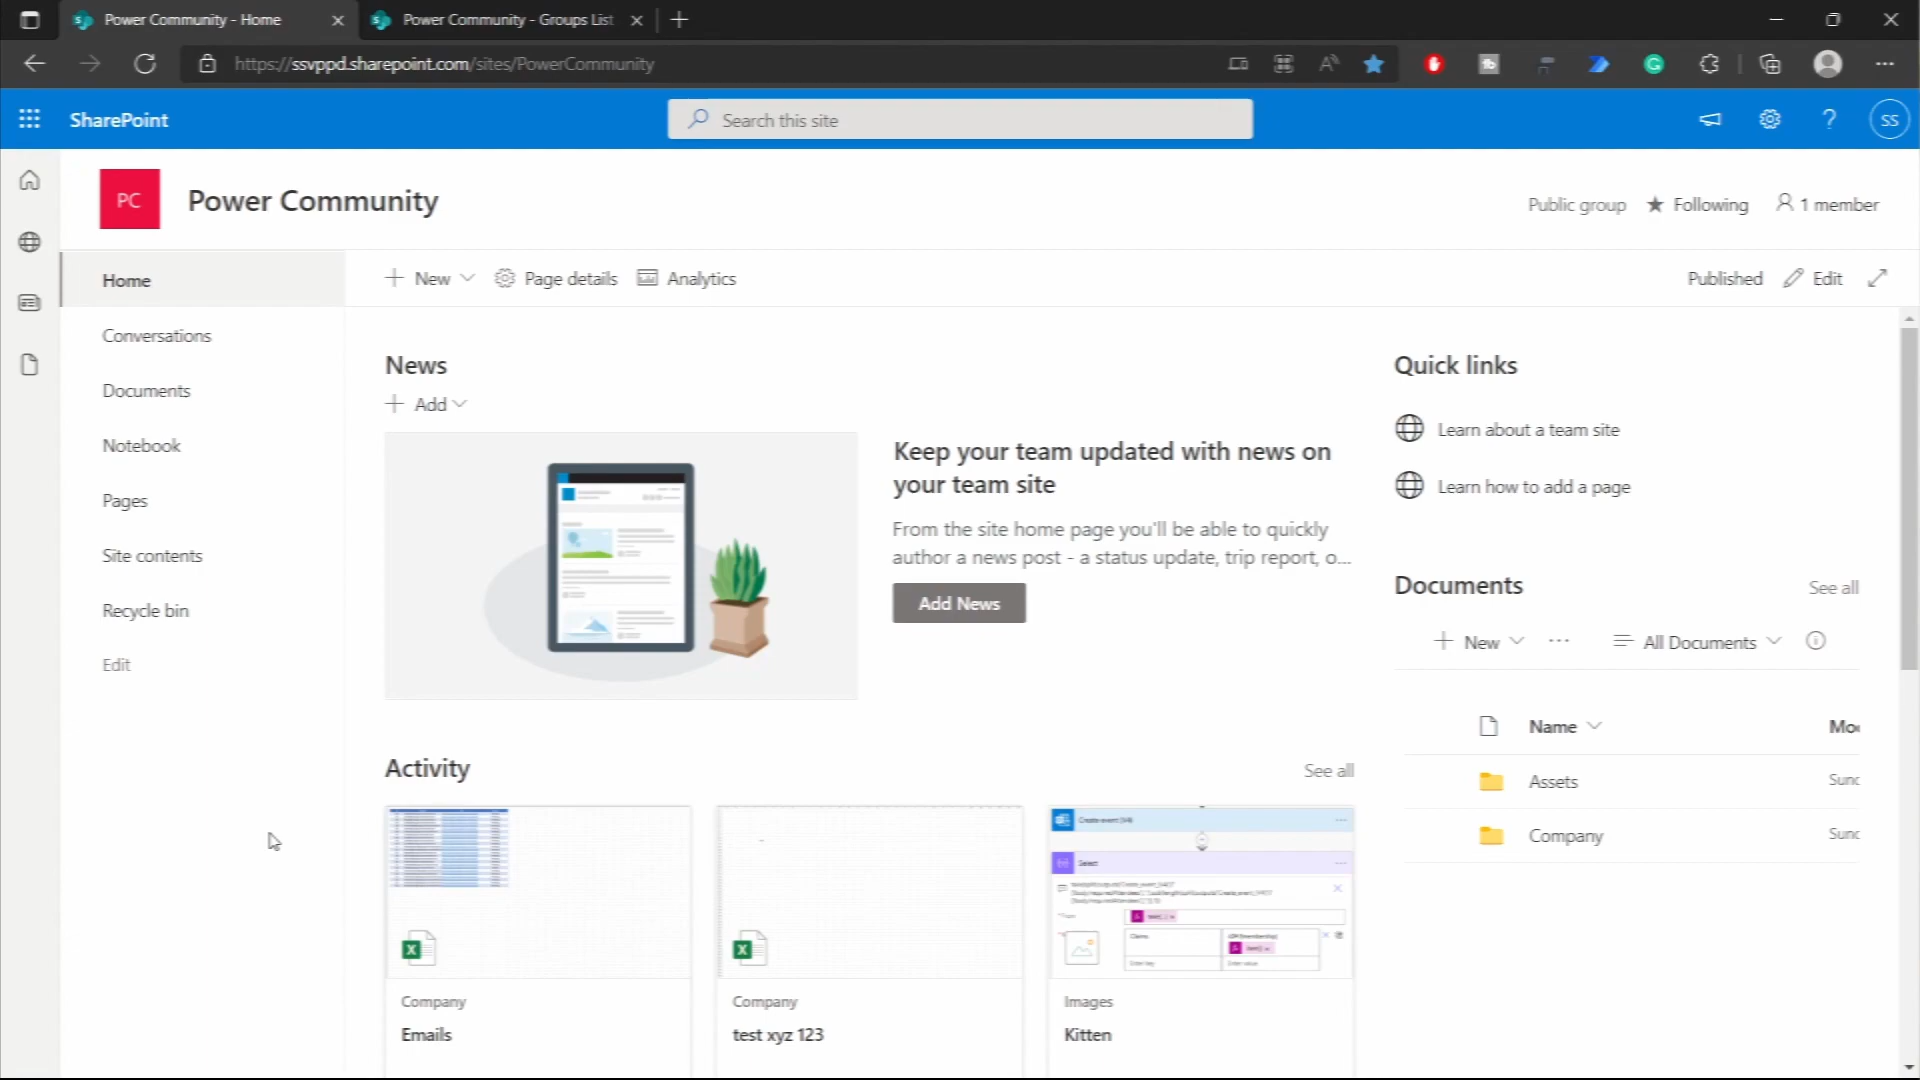 Power Community - Home
Power Community - Groups List
https://ssvppd.sharepoint.com/sites/PowerCommunity
SharePoint
Search this site
SS
PC
Power Community
Public group
Following
1 member
Home
New
Page details
Analytics
Published
Edit
Conversations
Documents
Notebook
Pages
Site contents
Recycle bin
Edit
News
Add
Keep your team updated with news on
your team site
From the site home page you'll be able to quickly
author a news post - a status update, trip report, o...
Add News
Quick links
Learn about a team site
Learn how to add a page
Documents
See all
New
All Documents
Name
Mo
Assets
Sunc
Company
Sunc
Activity
See all
Select
Company
Emails
Company
test xyz 123
Images
Kitten